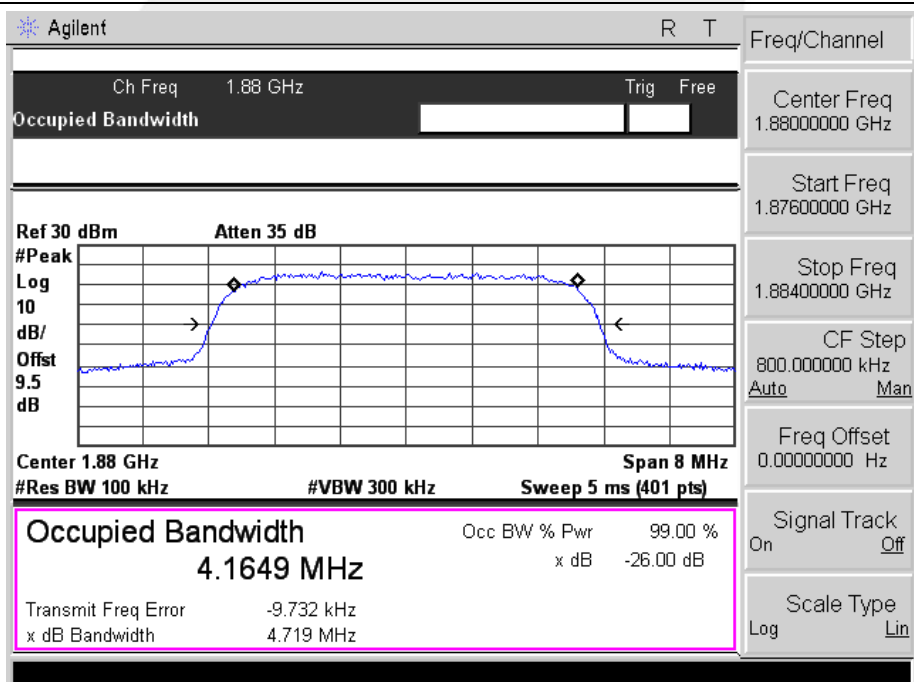 Agilent R T
Ch Freq 1.88 GHz Trig Free
Occupied Bandwidth
Ref 30 dBm Atten 35 dB
#Peak
Log
10
dB/
Offst
9.5
dB
Center 1.88 GHz Span 8 MHz
#Res BW 100 kHz #VBW 300 kHz Sweep 5 ms (401 pts)
Occupied Bandwidth
4.1649 MHz
Occ BW % Pwr 99.00 %
x dB -26.00 dB
Transmit Freq Error -9.732 kHz
x dB Bandwidth 4.719 MHz
Freq/Channel
Center Freq
1.88000000 GHz
Start Freq
1.87600000 GHz
Stop Freq
1.88400000 GHz
CF Step
800.000000 kHz
Auto Man
Freq Offset
0.00000000 Hz
Signal Track
On Off
Scale Type
Log Lin